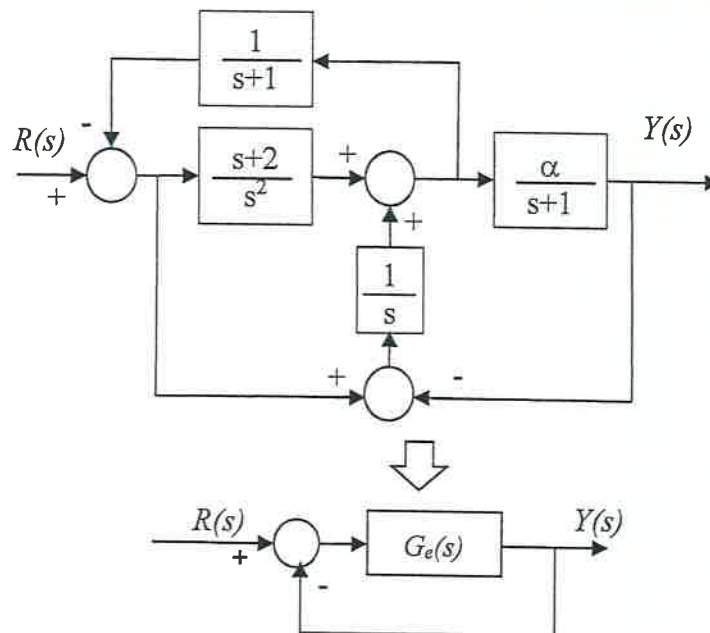 1
s+1
-
R(s)
+
s+2
s²
+
+
α
s+1
Y(s)
1
s
+
-
R(s)
+
-
Gₑ(s)
Y(s)